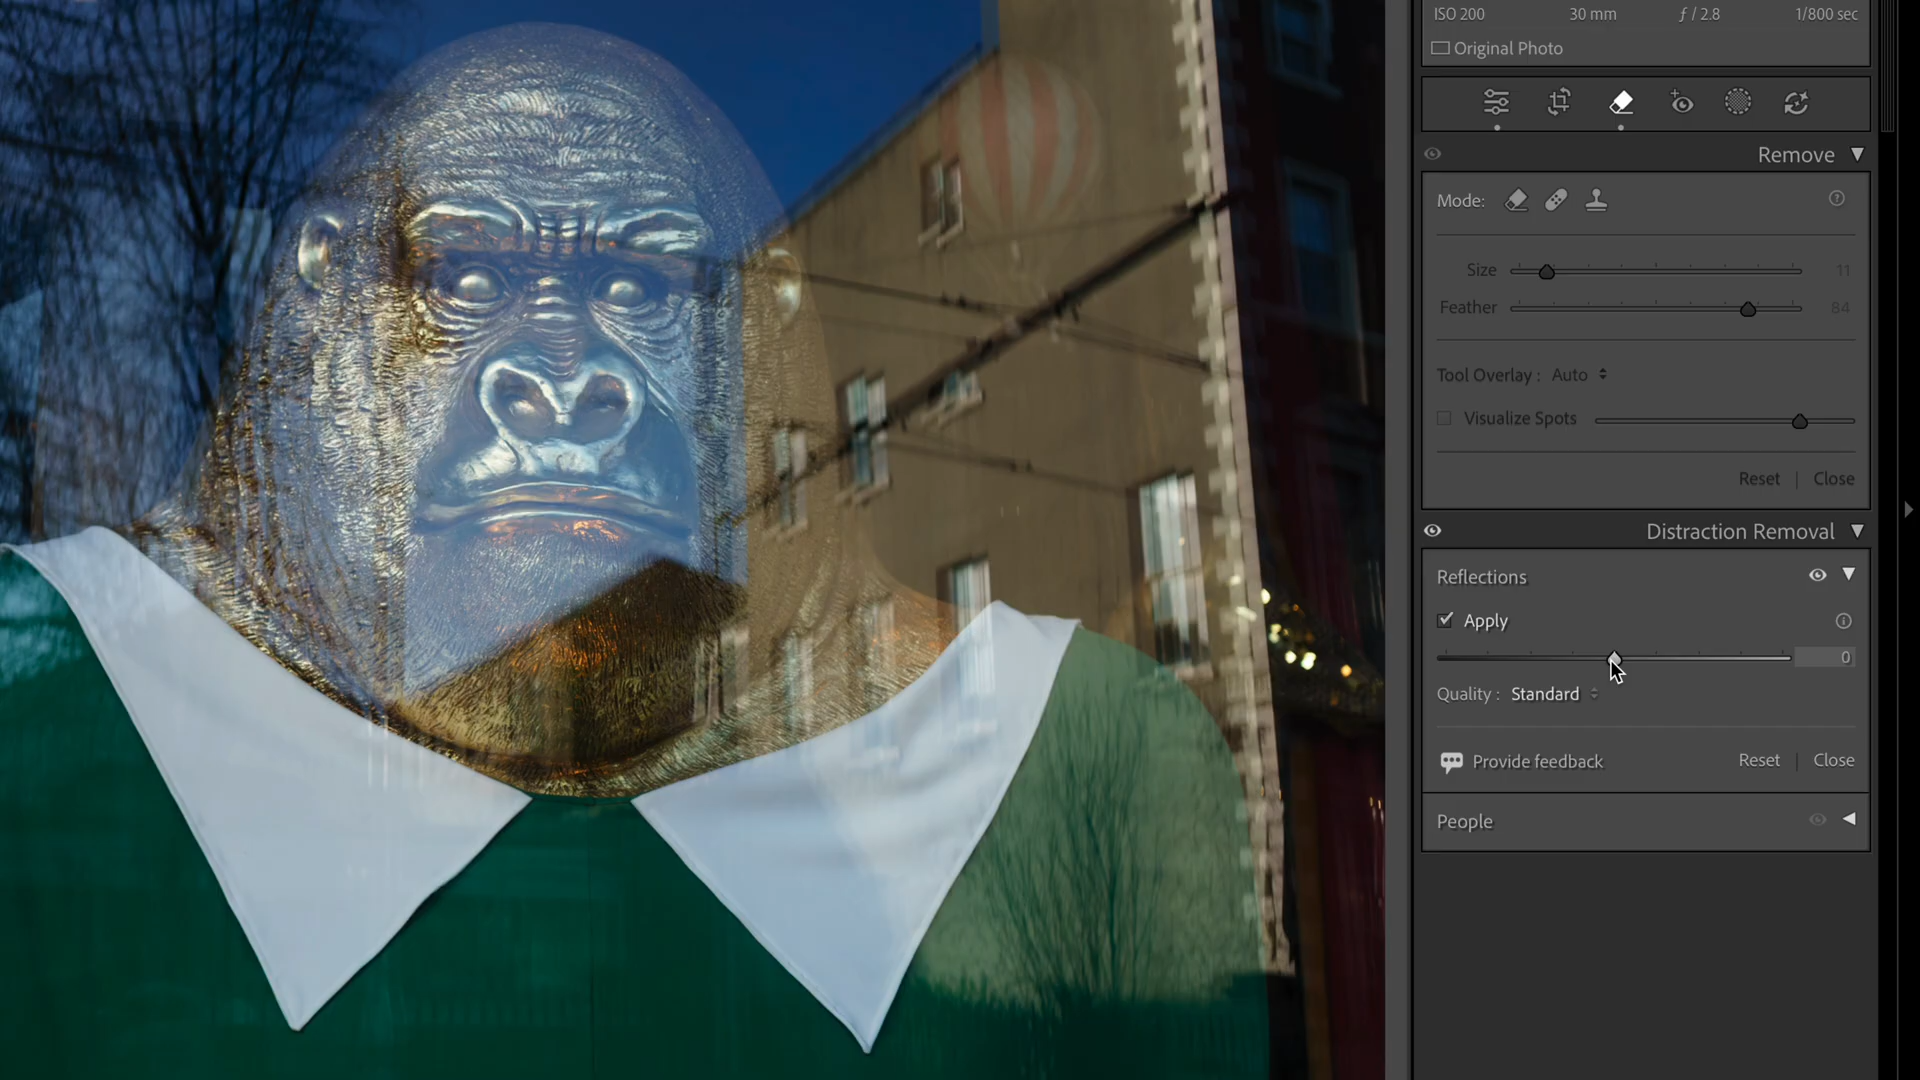 ISO 200 30 mm ƒ / 2.8 1/800 sec
Original Photo
Remove
Mode:
Size 11
Feather 84
Tool Overlay : Auto
Visualize Spots
Reset | Close
Distraction Removal
Reflections
Apply
0
Quality : Standard
Provide feedback Reset | Close
People